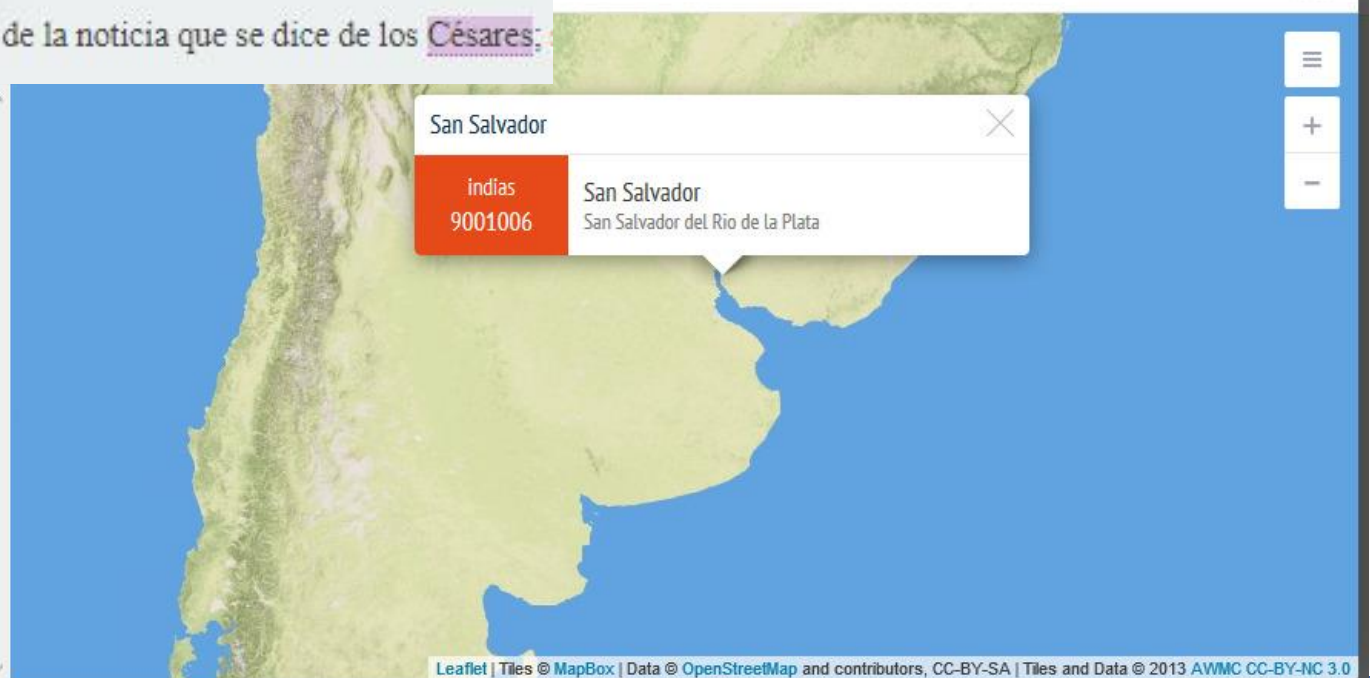 de la noticia que se dice de los Césares;
San Salvador
indias
9001006
San Salvador
San Salvador del Rio de la Plata
Leaflet | Tiles © MapBox | Data © OpenStreetMap and contributors, CC-BY-SA | Tiles and Data © 2013 AWMC CC-BY-NC 3.0